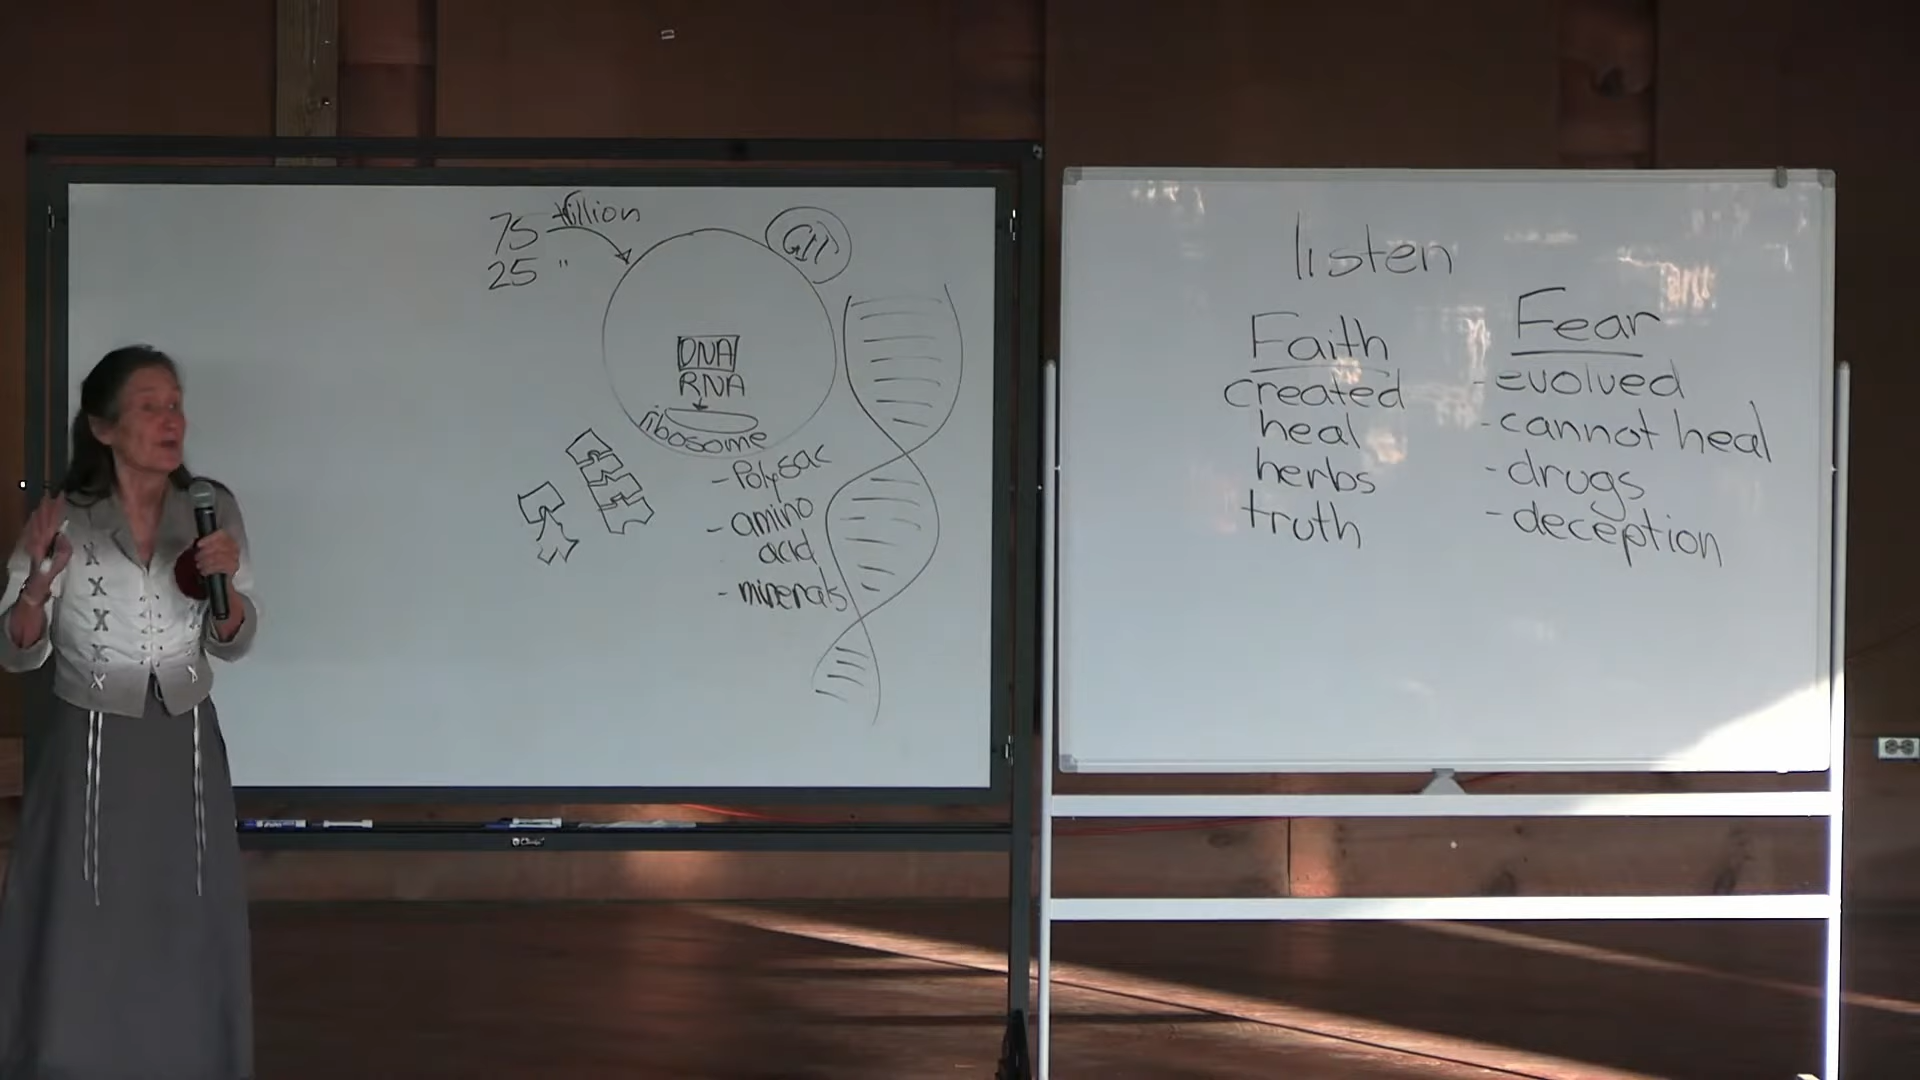 75 trillion
25 "
DNA
RNA
ribosome
- Polysac
- amino
acid
- minerals
listen
Faith
created
heal
herbs
truth
Fear
- evolved
- cannot heal
- drugs
- deception